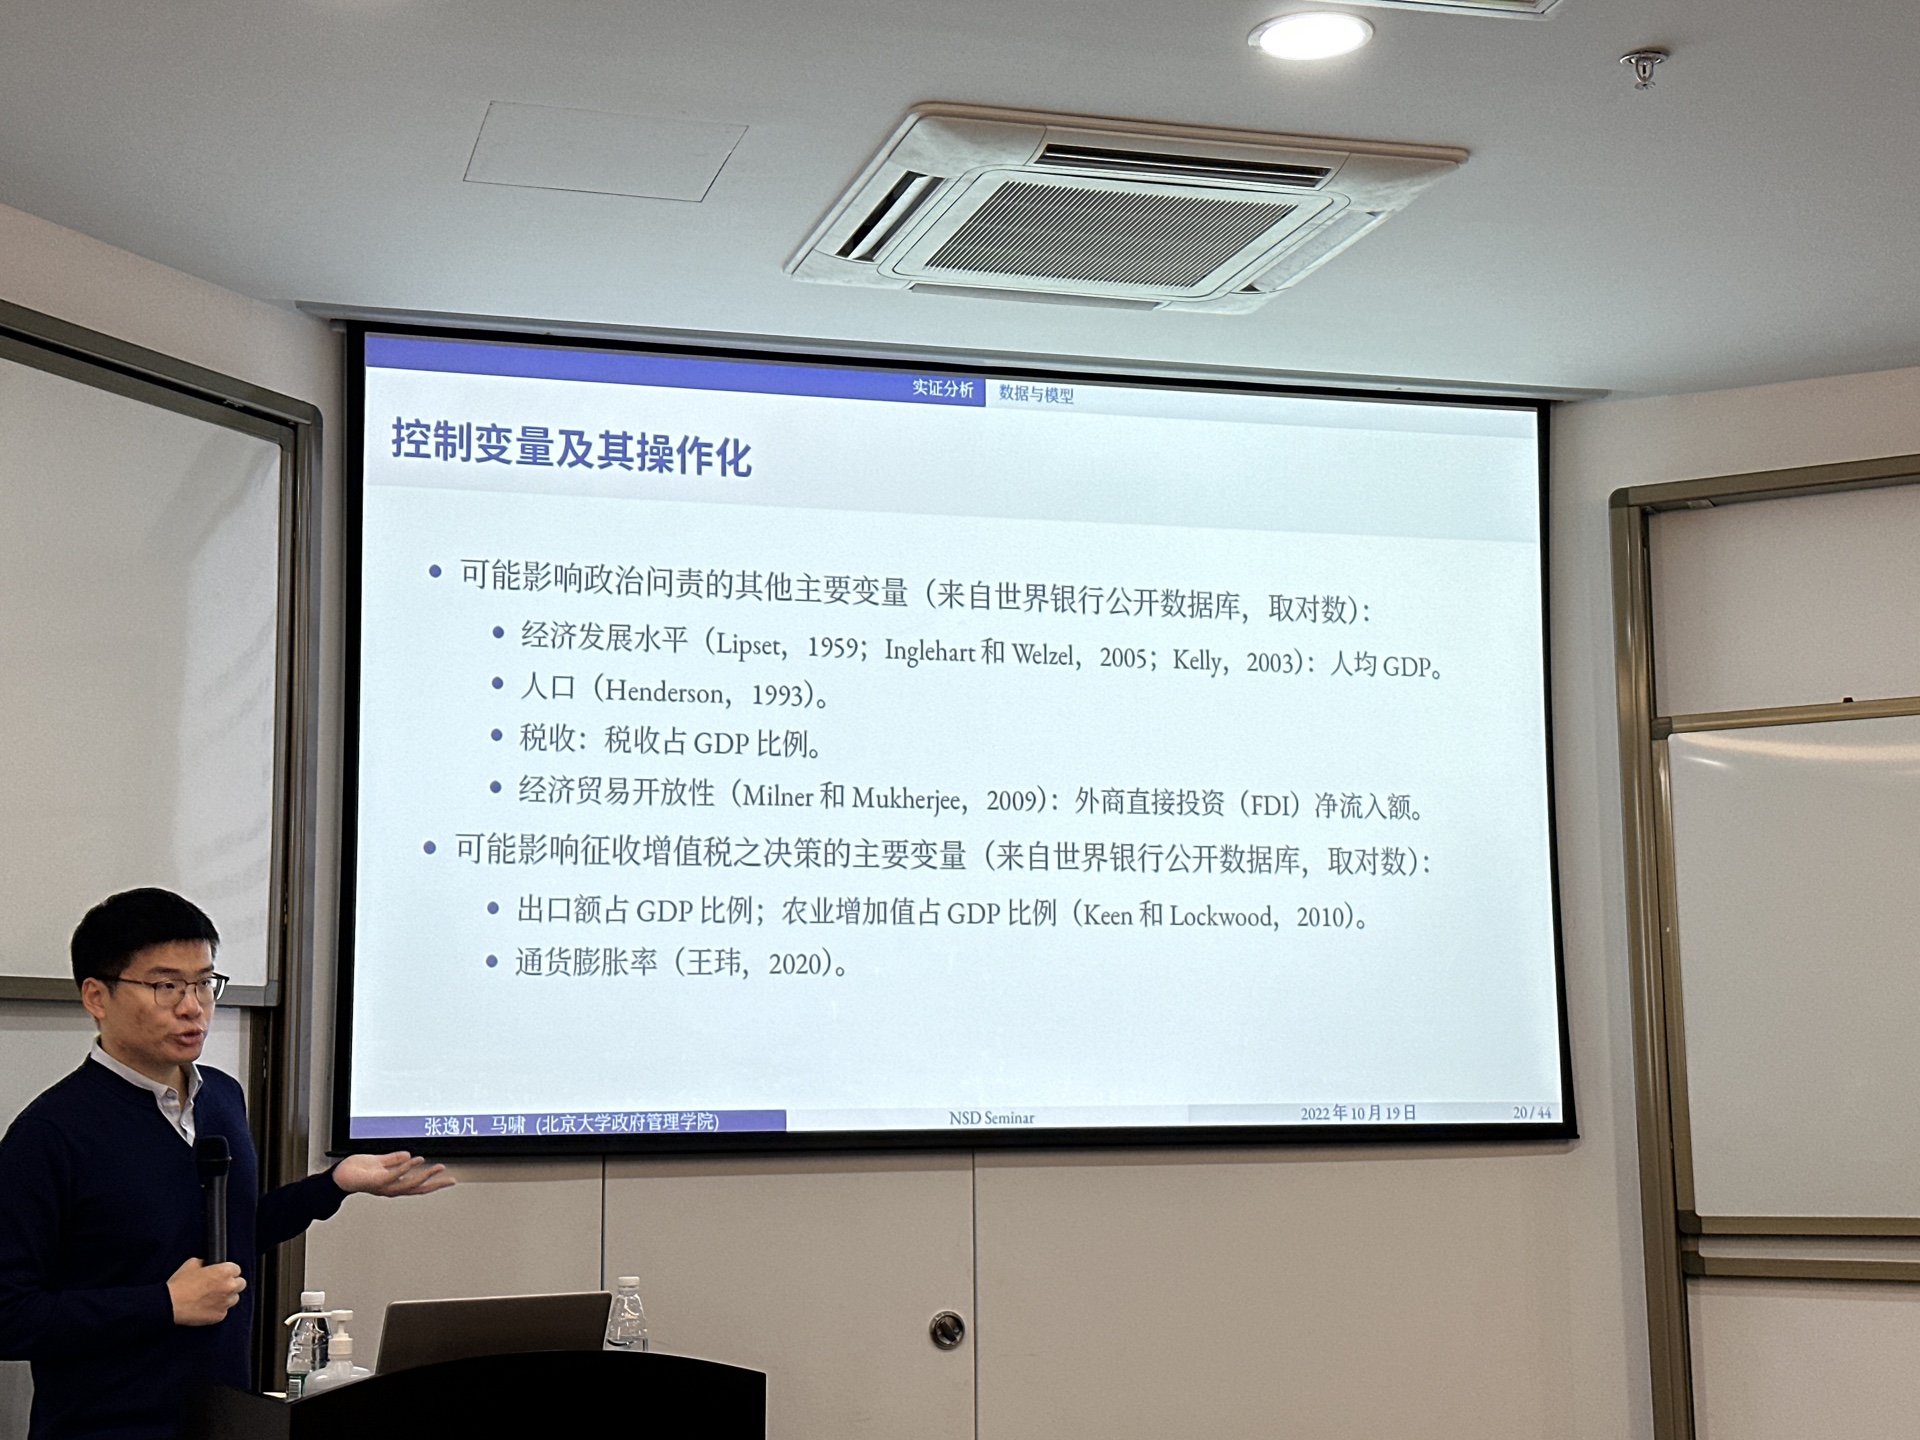 实证分析 数据与模型
控制变量及其操作化
• 可能影响政治问责的其他主要变量（来自世界银行公开数据库，取对数）：
• 经济发展水平（Lipset，1959；Inglehart 和 Welzel，2005；Kelly，2003）：人均 GDP。
• 人口（Henderson，1993）。
• 税收：税收占 GDP 比例。
• 经济贸易开放性（Milner 和 Mukherjee，2009）：外商直接投资（FDI）净流入额。
• 可能影响征收增值税之决策的主要变量（来自世界银行公开数据库，取对数）：
• 出口额占 GDP 比例；农业增加值占 GDP 比例（Keen 和 Lockwood，2010）。
• 通货膨胀率（王玮，2020）。
张逸凡 马啸 (北京大学政府管理学院) NSD Seminar 2022 年 10 月 19 日 20 / 44